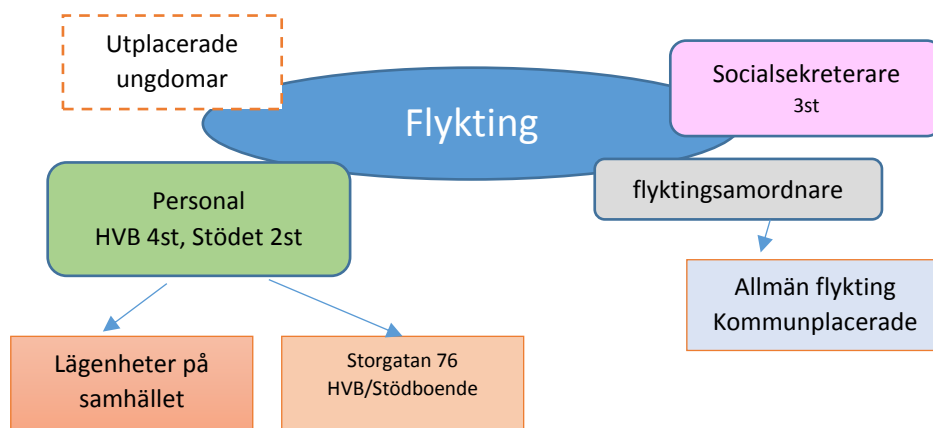 Utplacerade
ungdomar
Flykting
Socialsekreterare
3st
Personal
HVB 4st, Stödet 2st
flyktingsamordnare
Allmän flykting
Kommunplacerade
Lägenheter på
samhället
Storgatan 76
HVB/Stödboende